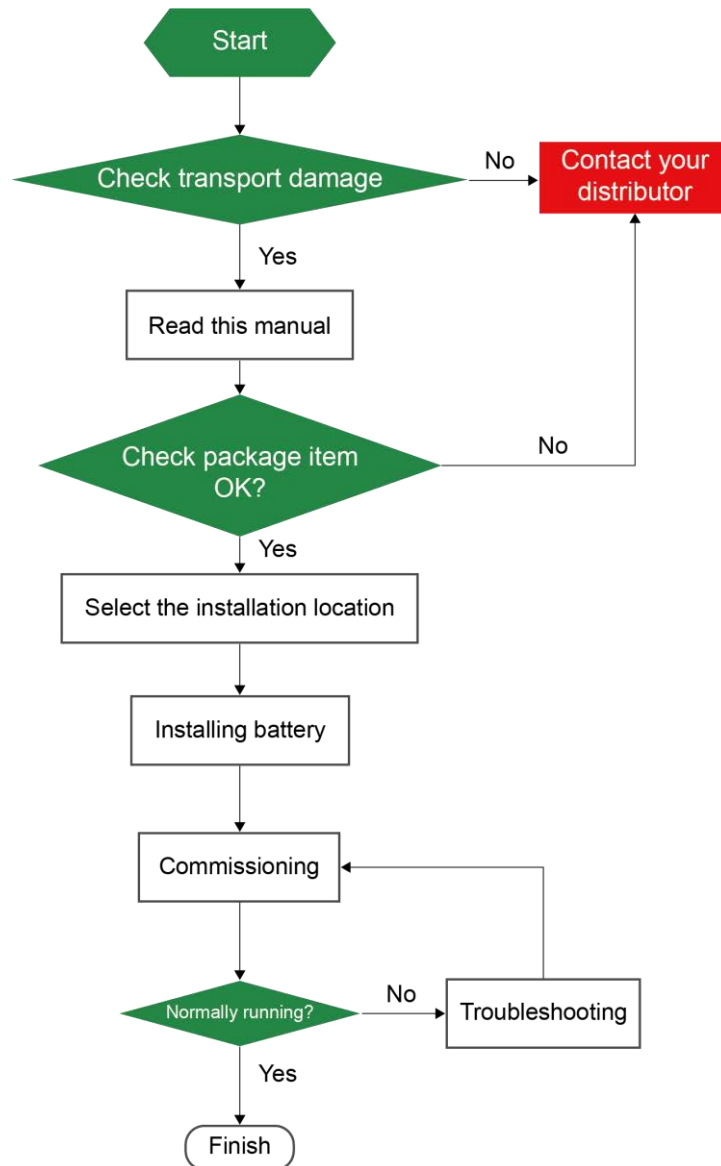 Start
Check transport damage
No
Contact your
distributor
Yes
Read this manual
Check package item
OK?
No
Yes
Select the installation location
Installing battery
Commissioning
Normally running?
No
Troubleshooting
Yes
Finish